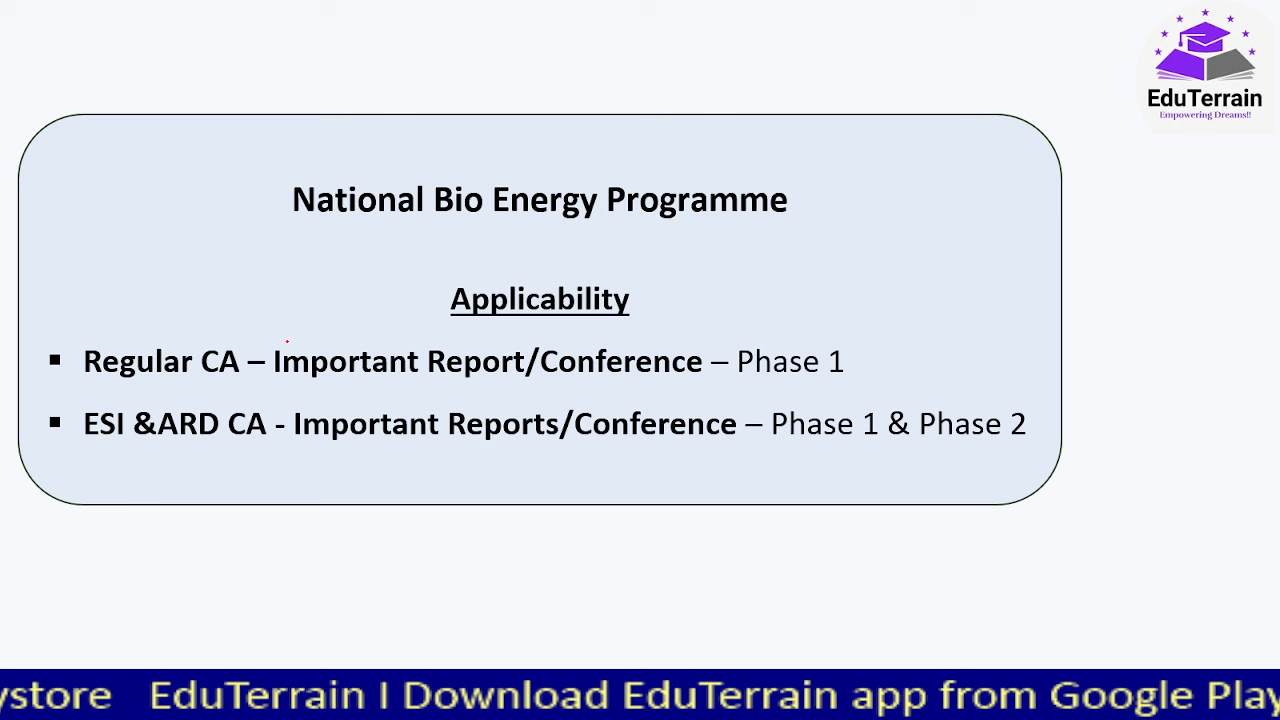 EduTerrain
Empowering Dreams!!
National Bio Energy Programme
Applicability
▪ Regular CA – Important Report/Conference – Phase 1
▪ ESI &ARD CA - Important Reports/Conference – Phase 1 & Phase 2
ystore EduTerrain I Download EduTerrain app from Google Play